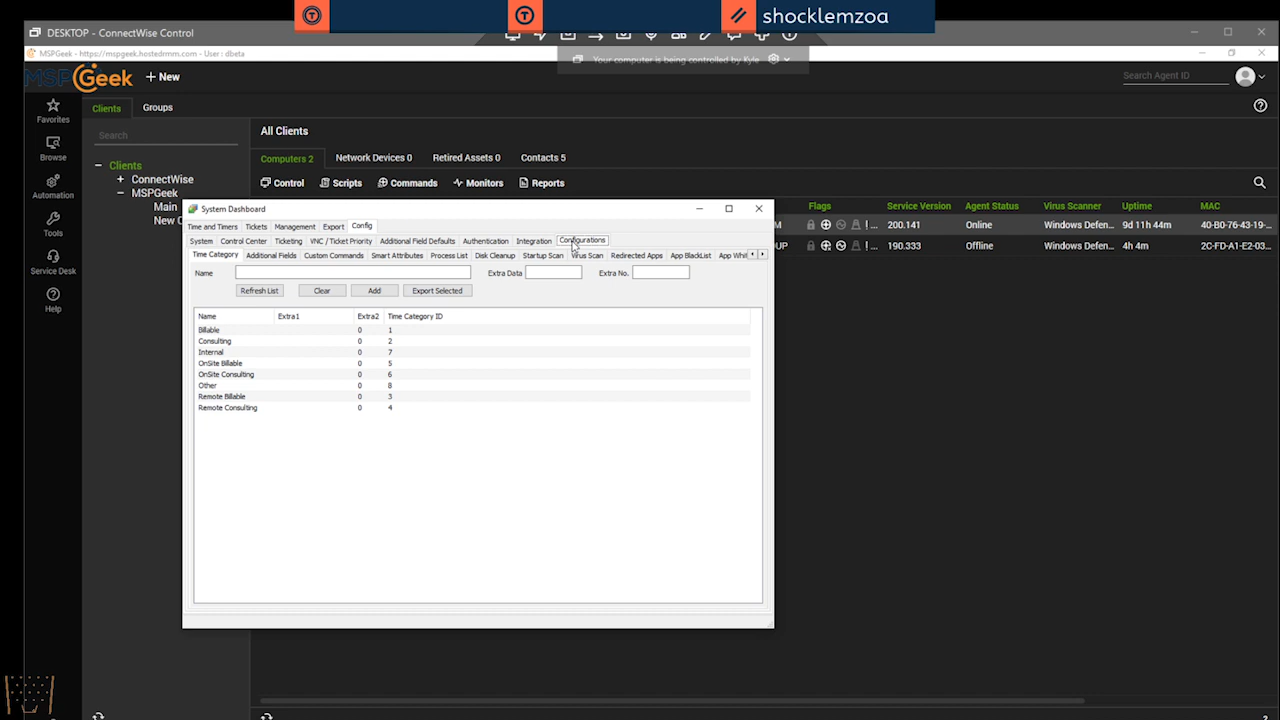 shocklemzoa
DESKTOP - ConnectWise Control
MSPGeek - https://mspgeek.hostedrmm.com - User : dbeta
Your computer is being controlled by Kyle
MSPGeek
+ New
Search Agent ID
Favorites
Browse
Automation
Tools
Service Desk
Help
Clients Groups
Search
Clients
ConnectWise
MSPGeek
Main
New C
All Clients
Computers 2 Network Devices 0 Retired Assets 0 Contacts 5
Control Scripts Commands Monitors Reports
M Flags Service Version Agent Status Virus Scanner Uptime MAC
M 200.141 Online Windows Defen... 9d 11h 44m 40-B0-76-43-19-
UP 190.333 Offline Windows Defen... 4h 4m 2C-FD-A1-E2-03...
System Dashboard
Time and Timers Tickets Management Export Config
System Control Center Ticketing VNC / Ticket Priority Additional Field Defaults Authentication Integration Configurations
Time Category Additional Fields Custom Commands Smart Attributes Process List Disk Cleanup Startup Scan Virus Scan Redirected Apps App BlackList App Whit
Name Extra Data Extra No.
Refresh List Clear Add Export Selected
Name Extra1 Extra2 Time Category ID
Billable 0 1
Consulting 0 2
Internal 0 7
OnSite Billable 0 5
OnSite Consulting 0 6
Other 0 8
Remote Billable 0 3
Remote Consulting 0 4